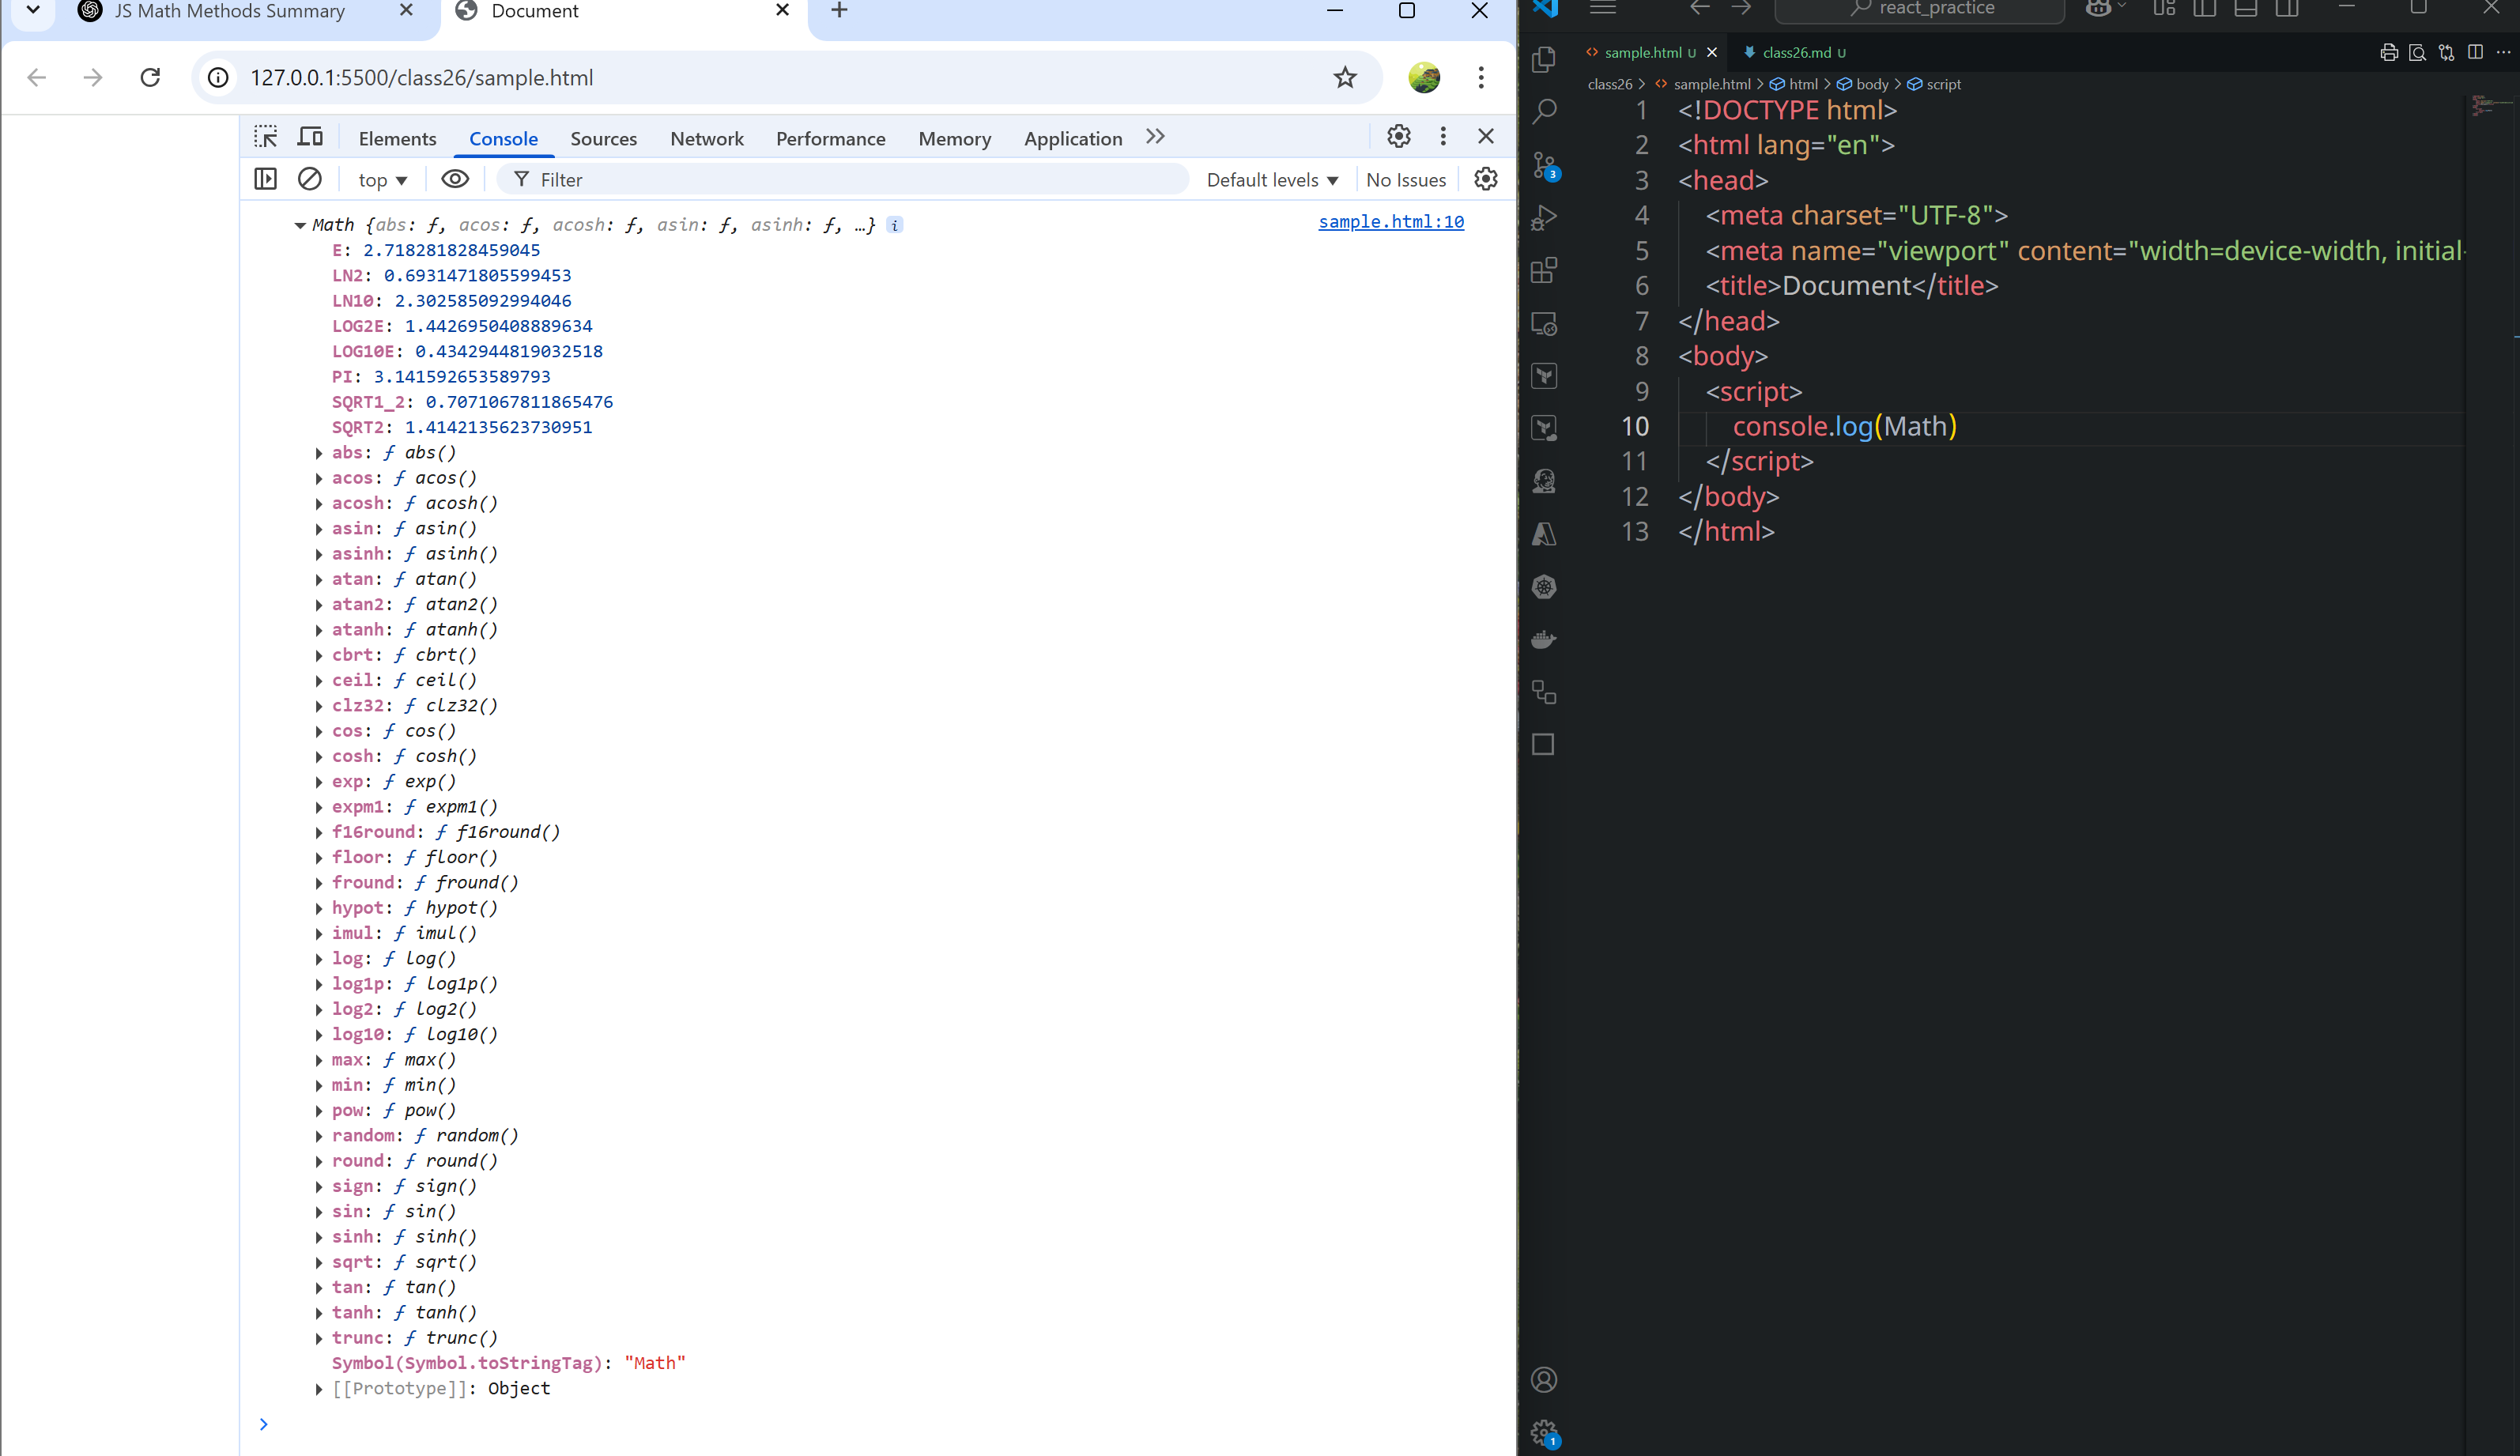 JS Math Methods Summary
Document
127.0.0.1:5500/class26/sample.html
Elements Console Sources Network Performance Memory Application
top Filter Default levels No Issues
Math {abs: ƒ, acos: ƒ, acosh: ƒ, asin: ƒ, asinh: ƒ, …} i sample.html:10
E: 2.718281828459045
LN2: 0.6931471805599453
LN10: 2.302585092994046
LOG2E: 1.4426950408889634
LOG10E: 0.4342944819032518
PI: 3.141592653589793
SQRT1_2: 0.7071067811865476
SQRT2: 1.4142135623730951
abs: ƒ abs()
acos: ƒ acos()
acosh: ƒ acosh()
asin: ƒ asin()
asinh: ƒ asinh()
atan: ƒ atan()
atan2: ƒ atan2()
atanh: ƒ atanh()
cbrt: ƒ cbrt()
ceil: ƒ ceil()
clz32: ƒ clz32()
cos: ƒ cos()
cosh: ƒ cosh()
exp: ƒ exp()
expm1: ƒ expm1()
f16round: ƒ f16round()
floor: ƒ floor()
fround: ƒ fround()
hypot: ƒ hypot()
imul: ƒ imul()
log: ƒ log()
log1p: ƒ log1p()
log2: ƒ log2()
log10: ƒ log10()
max: ƒ max()
min: ƒ min()
pow: ƒ pow()
random: ƒ random()
round: ƒ round()
sign: ƒ sign()
sin: ƒ sin()
sinh: ƒ sinh()
sqrt: ƒ sqrt()
tan: ƒ tan()
tanh: ƒ tanh()
trunc: ƒ trunc()
Symbol(Symbol.toStringTag): "Math"
[[Prototype]]: Object
react_practice
sample.html U class26.md U
class26 > sample.html > html > body > script
1 <!DOCTYPE html>
2 <html lang="en">
3 <head>
4 <meta charset="UTF-8">
5 <meta name="viewport" content="width=device-width, initial-
6 <title>Document</title>
7 </head>
8 <body>
9 <script>
10 console.log(Math)
11 </script>
12 </body>
13 </html>
3
1